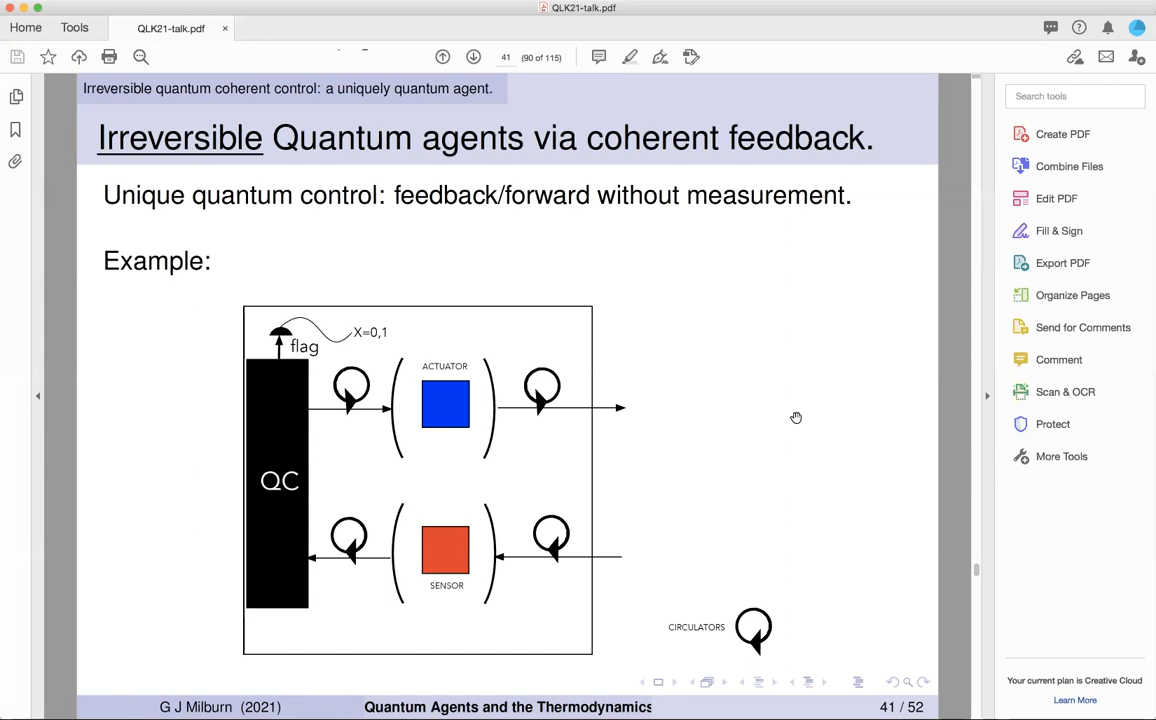 QLK21-talk.pdf
Home
Tools
QLK21-talk.pdf
×
41
(90 of 115)
Irreversible quantum coherent control: a uniquely quantum agent.
Irreversible Quantum agents via coherent feedback.
Unique quantum control: feedback/forward without measurement.
Example:
X=0,1
flag
ACTUATOR
QC
SENSOR
CIRCULATORS
G J Milburn (2021)
Quantum Agents and the Thermodynamics
41 / 52
Search tools
Create PDF
Combine Files
Edit PDF
Fill & Sign
Export PDF
Organize Pages
Send for Comments
Comment
Scan & OCR
Protect
More Tools
Your current plan is Creative Cloud
Learn More